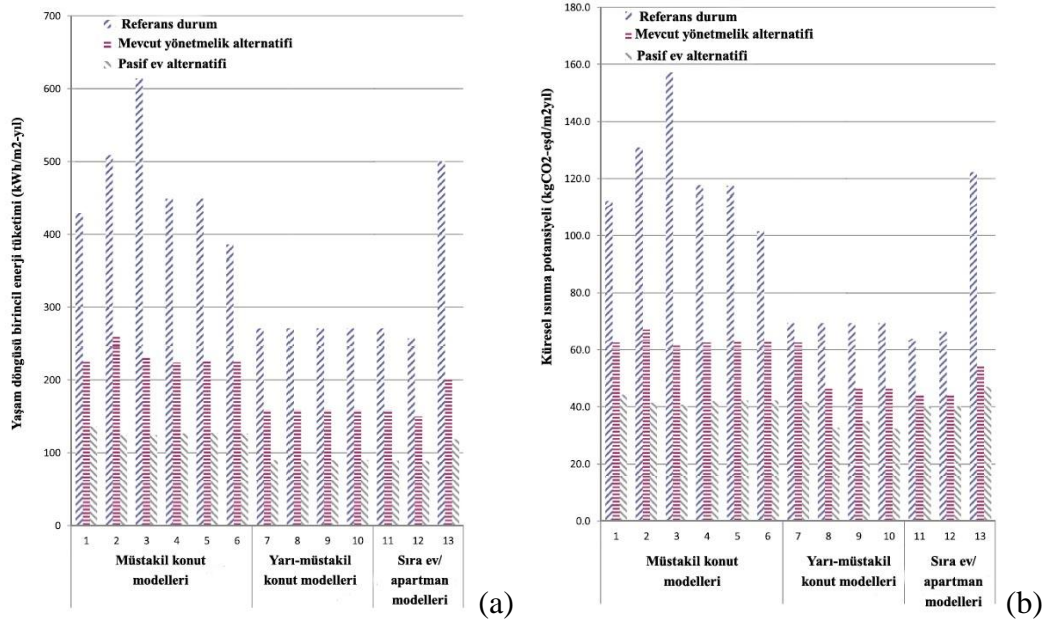 700
600
500
400
300
200
100
0
Yaşam döngüsü birincil enerji tüketimi (kWh/m2-yıl)
Referans durum
Mevcut yönetmelik alternatifi
Pasif ev alternatifi
1 2 3 4 5 6 7 8 9 10 11 12 13
Müstakil konut
modelleri
Yarı-müstakil
konut modelleri
Sıra ev/
apartman
modelleri
(a)
180.0
160.0
140.0
120.0
100.0
80.0
60.0
40.0
20.0
0.0
Küresel ısınma potansiyeli (kgCO2-eşd/m2yıl)
Referans durum
Mevcut yönetmelik alternatifi
Pasif ev alternatifi
1 2 3 4 5 6 7 8 9 10 11 12 13
Müstakil konut
modelleri
Yarı-müstakil
konut modelleri
Sıra ev/
apartman
modelleri
(b)